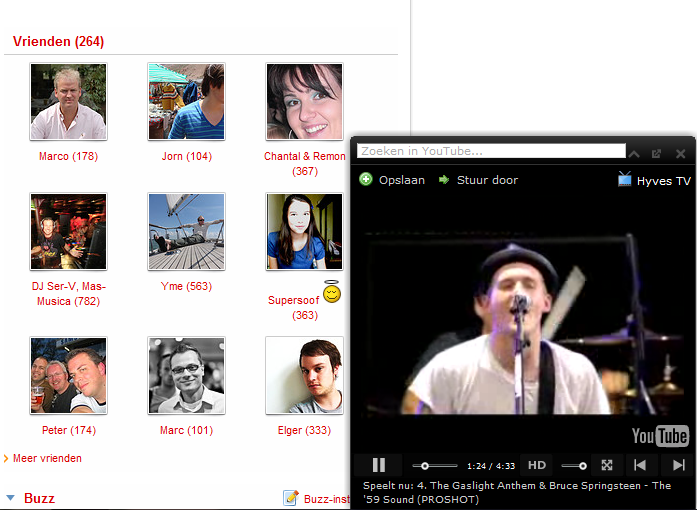 Vrienden (264)
Marco (178)
Jorn (104)
Chantal & Remon
(367)
DJ Ser-V, Mas-
Musica (782)
Yme (563)
Supersoof
(363)
Peter (174)
Marc (101)
Elger (333)
Meer vrienden
Buzz
Buzz-inst
Zoeken in YouTube...
Opslaan
Stuur door
Hyves TV
YouTube
1:24 / 4:33
HD
Speelt nu: 4. The Gaslight Anthem & Bruce Springsteen - The
'59 Sound (PROSHOT)